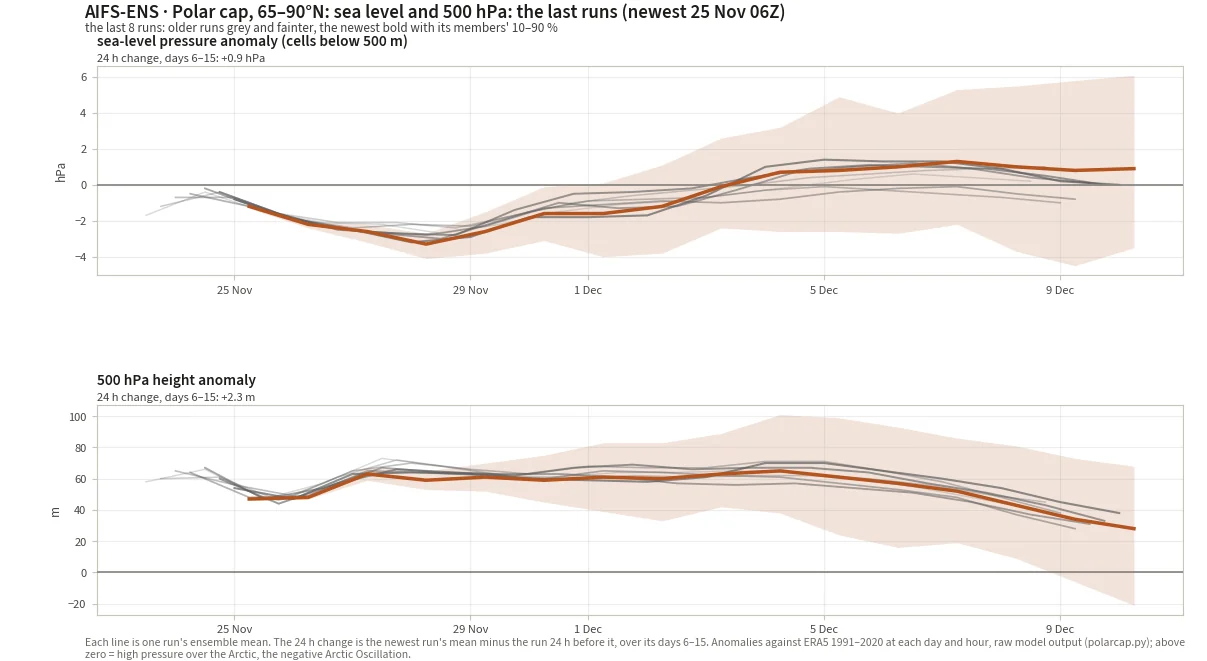 AIFS-ENS · Polar cap, 65–90°N: sea level and 500 hPa: the last runs (newest 25 Nov 06Z)
the last 8 runs: older runs grey and fainter, the newest bold with its members' 10–90 %
sea-level pressure anomaly (cells below 500 m)
24 h change, days 6–15: +0.9 hPa
6
4
2
0
−2
−4
hPa
25 Nov
29 Nov
1 Dec
5 Dec
9 Dec
500 hPa height anomaly
24 h change, days 6–15: +2.3 m
100
80
60
40
20
0
−20
m
25 Nov
29 Nov
1 Dec
5 Dec
9 Dec
Each line is one run's ensemble mean. The 24 h change is the newest run's mean minus the run 24 h before it, over its days 6–15. Anomalies against ERA5 1991–2020 at each day and hour, raw model output (polarcap.py); above
zero = high pressure over the Arctic, the negative Arctic Oscillation.